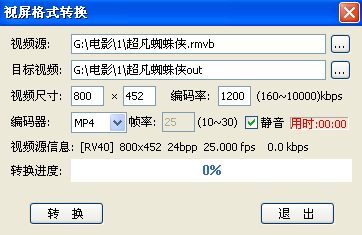 视屏格式转换
视频源: G:\电影\1\超凡蜘蛛侠.rmvb ...
目标视频: G:\电影\1\超凡蜘蛛侠out ...
视频尺寸: 800 × 452 编码率: 1200 (160~10000)kbps
编码器: MP4 帧率: 25 (10~30) 静音 用时:00:00
视频源信息: [RV40] 800x452 24bpp 25.000 fps 0.0 kbps
转换进度: 0%
转 换 退 出